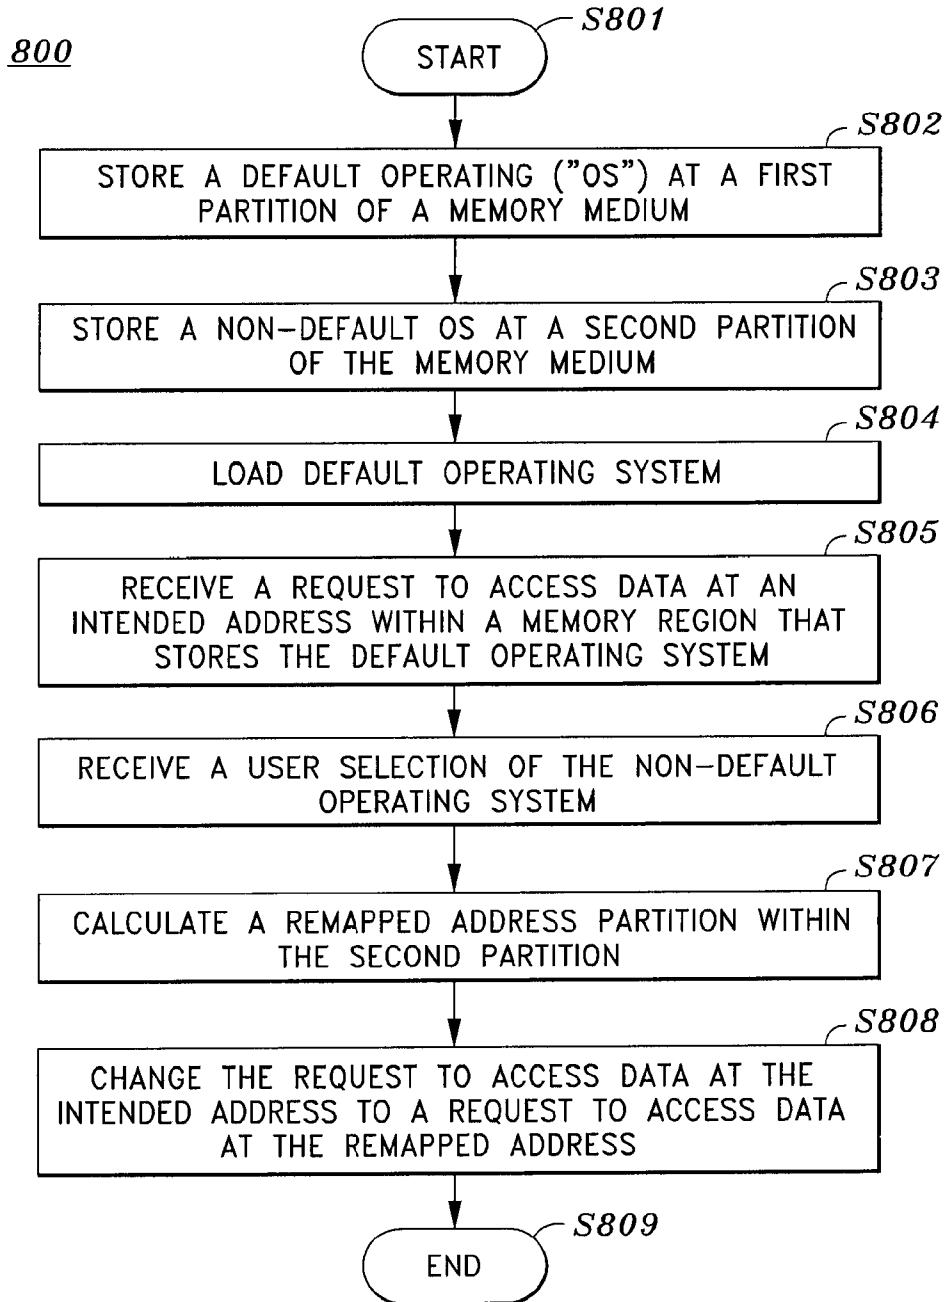 800
S801
START
S802
STORE A DEFAULT OPERATING ("OS") AT A FIRST
PARTITION OF A MEMORY MEDIUM
S803
STORE A NON-DEFAULT OS AT A SECOND PARTITION
OF THE MEMORY MEDIUM
S804
LOAD DEFAULT OPERATING SYSTEM
S805
RECEIVE A REQUEST TO ACCESS DATA AT AN
INTENDED ADDRESS WITHIN A MEMORY REGION THAT
STORES THE DEFAULT OPERATING SYSTEM
S806
RECEIVE A USER SELECTION OF THE NON-DEFAULT
OPERATING SYSTEM
S807
CALCULATE A REMAPPED ADDRESS PARTITION WITHIN
THE SECOND PARTITION
S808
CHANGE THE REQUEST TO ACCESS DATA AT THE
INTENDED ADDRESS TO A REQUEST TO ACCESS DATA
AT THE REMAPPED ADDRESS
S809
END